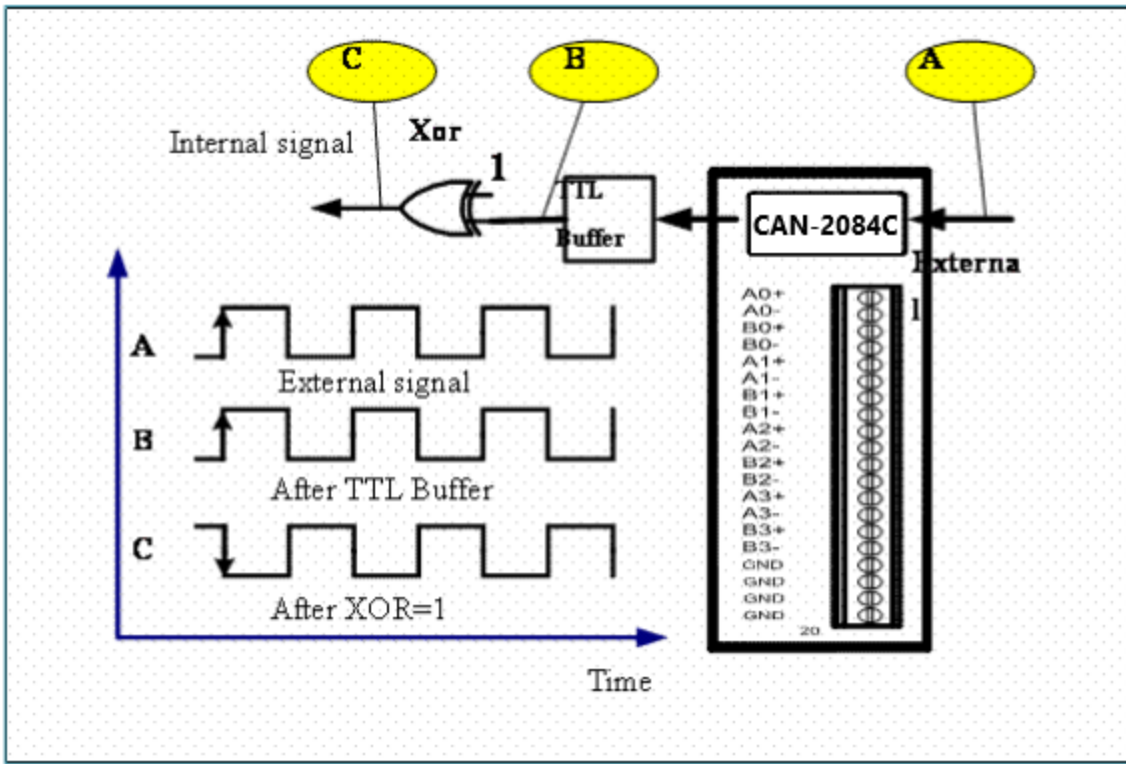 C
B
A
Xor
Internal signal
1
TTL
Buffer
CAN-2084C
Externa
l
A0+
A0-
B0+
B0-
A1+
A1-
B1+
B1-
A2+
A2-
B2+
B2-
A3+
A3-
B3+
B3-
GND
GND
GND
GND
20
A
External signal
B
After TTL Buffer
C
After XOR=1
Time